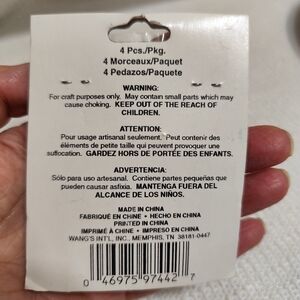 4 Pcs./Pkg.
4 Morceaux/Paquet
4 Pedazos/Paquete
WARNING:
For craft purposes only. May contain small parts which may
cause choking. KEEP OUT OF THE REACH OF
CHILDREN.
ATTENTION:
Pour usage artisanal seulement. Peut contenir des
éléments de petite taille qui peuvent provoquer une
suffocation. GARDEZ HORS DE PORTÉE DES ENFANTS.
ADVERTENCIA:
Sólo para uso artesanal. Contiene partes pequeñas que
pueden causar asfixia. MANTENGA FUERA DEL
ALCANCE DE LOS NIÑOS.
MADE IN CHINA
FABRIQUÉ EN CHINE • HECHO EN CHINA
PRINTED IN CHINA
IMPRIMÉ À CHINE • IMPRESO EN CHINA
WANG'S INT'L, INC. MEMPHIS, TN 38181-0447
0 46975 97442 7